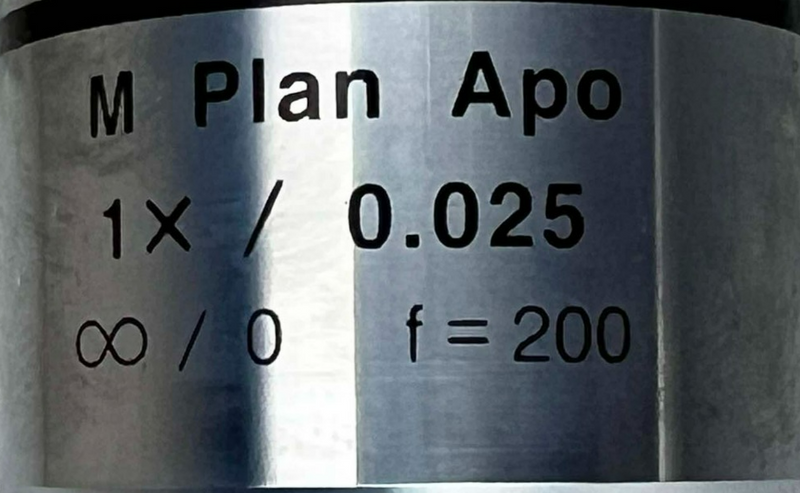 M Plan Apo
1X / 0.025
∞ / 0 f = 200